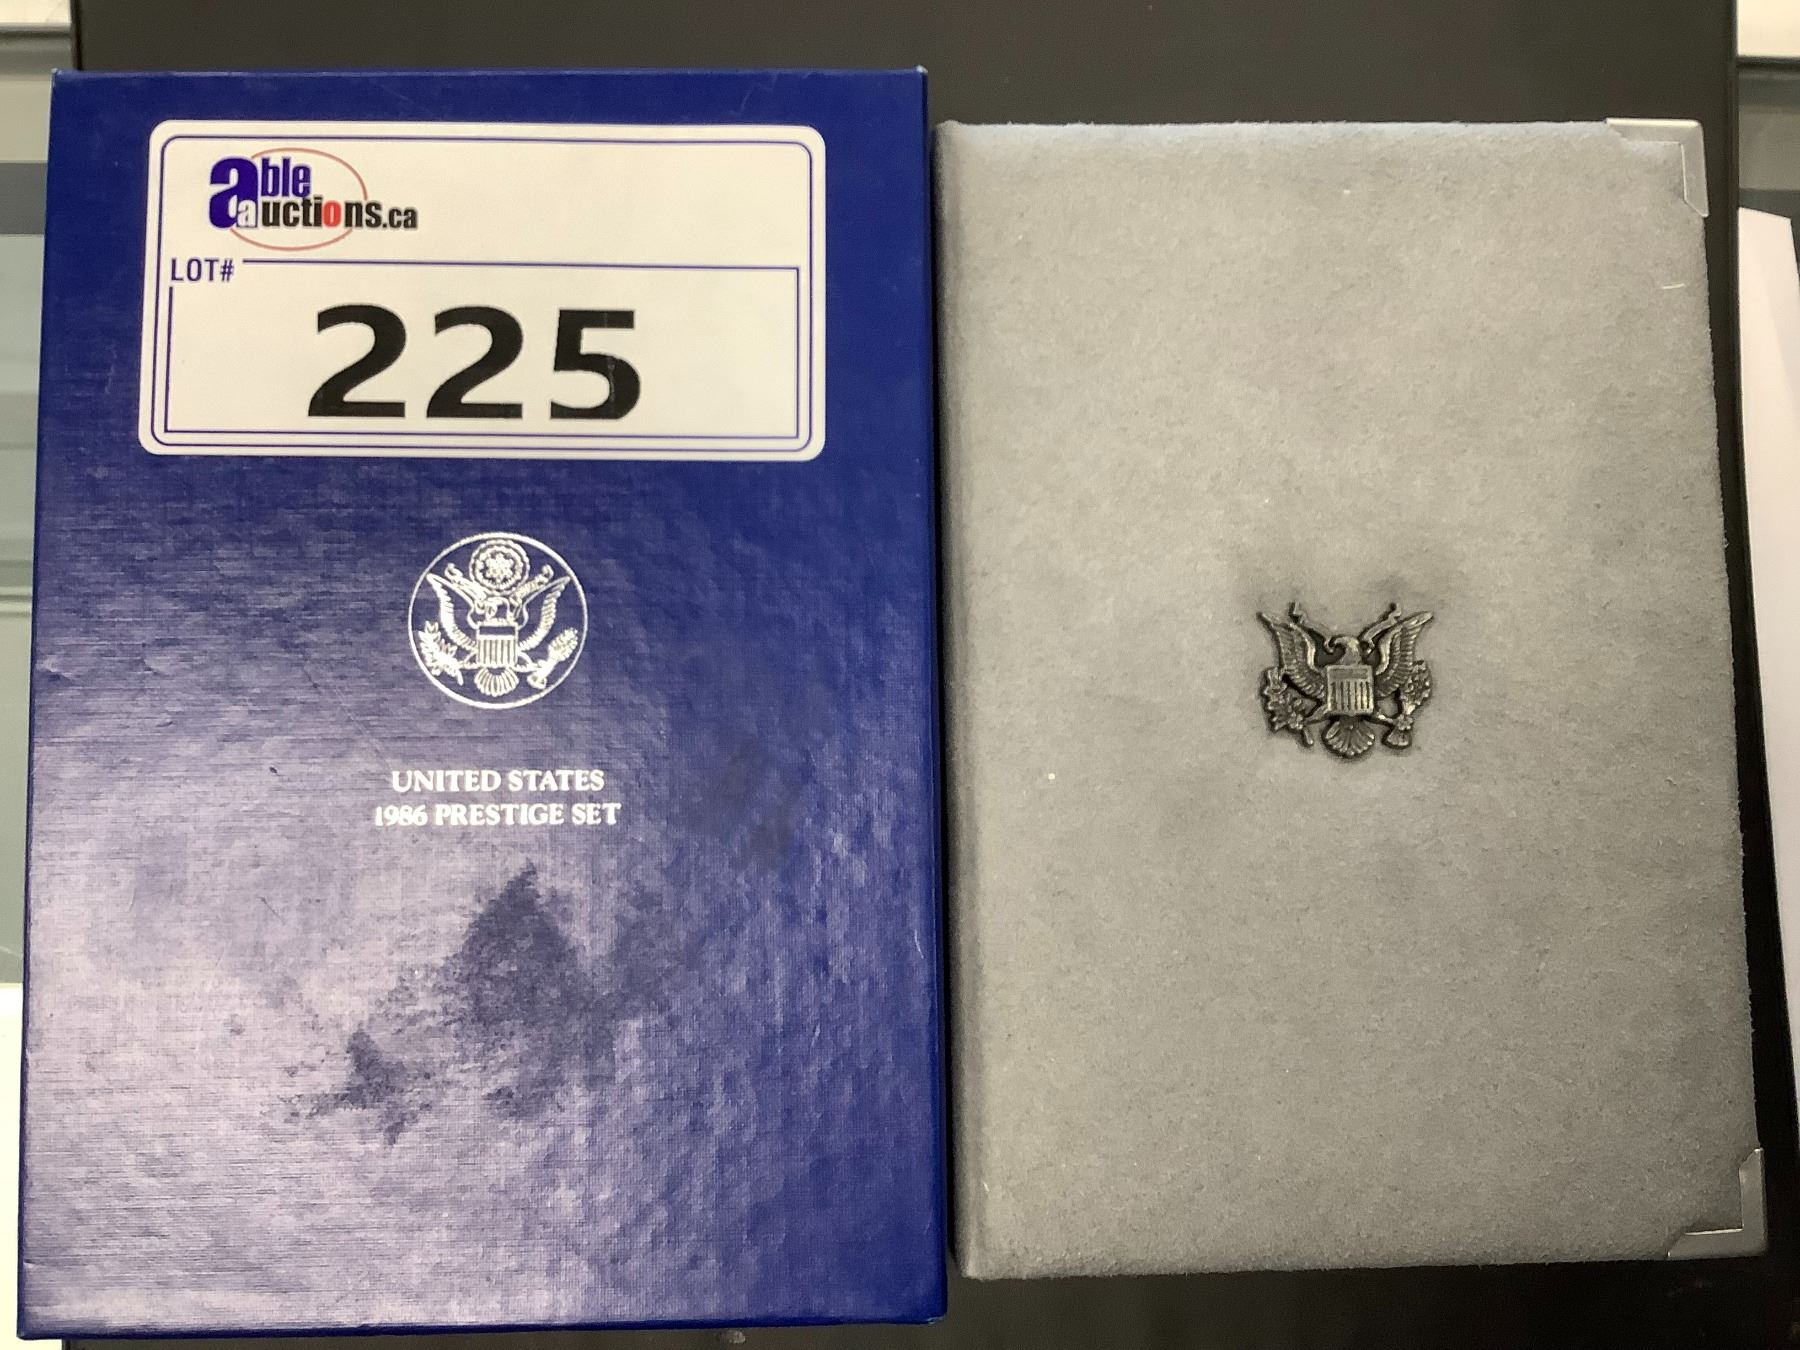 able
auctions.ca
LOT#
225
UNITED STATES
1986 PRESTIGE SET